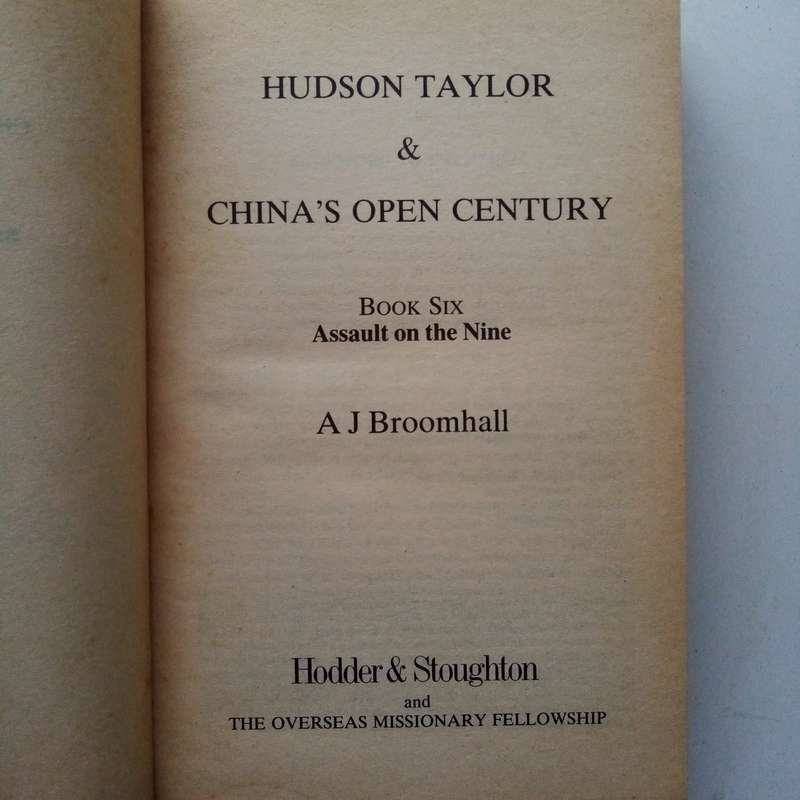 HUDSON TAYLOR
&
CHINA'S OPEN CENTURY
BOOK SIX
Assault on the Nine
A J Broomhall
Hodder & Stoughton
and
THE OVERSEAS MISSIONARY FELLOWSHIP